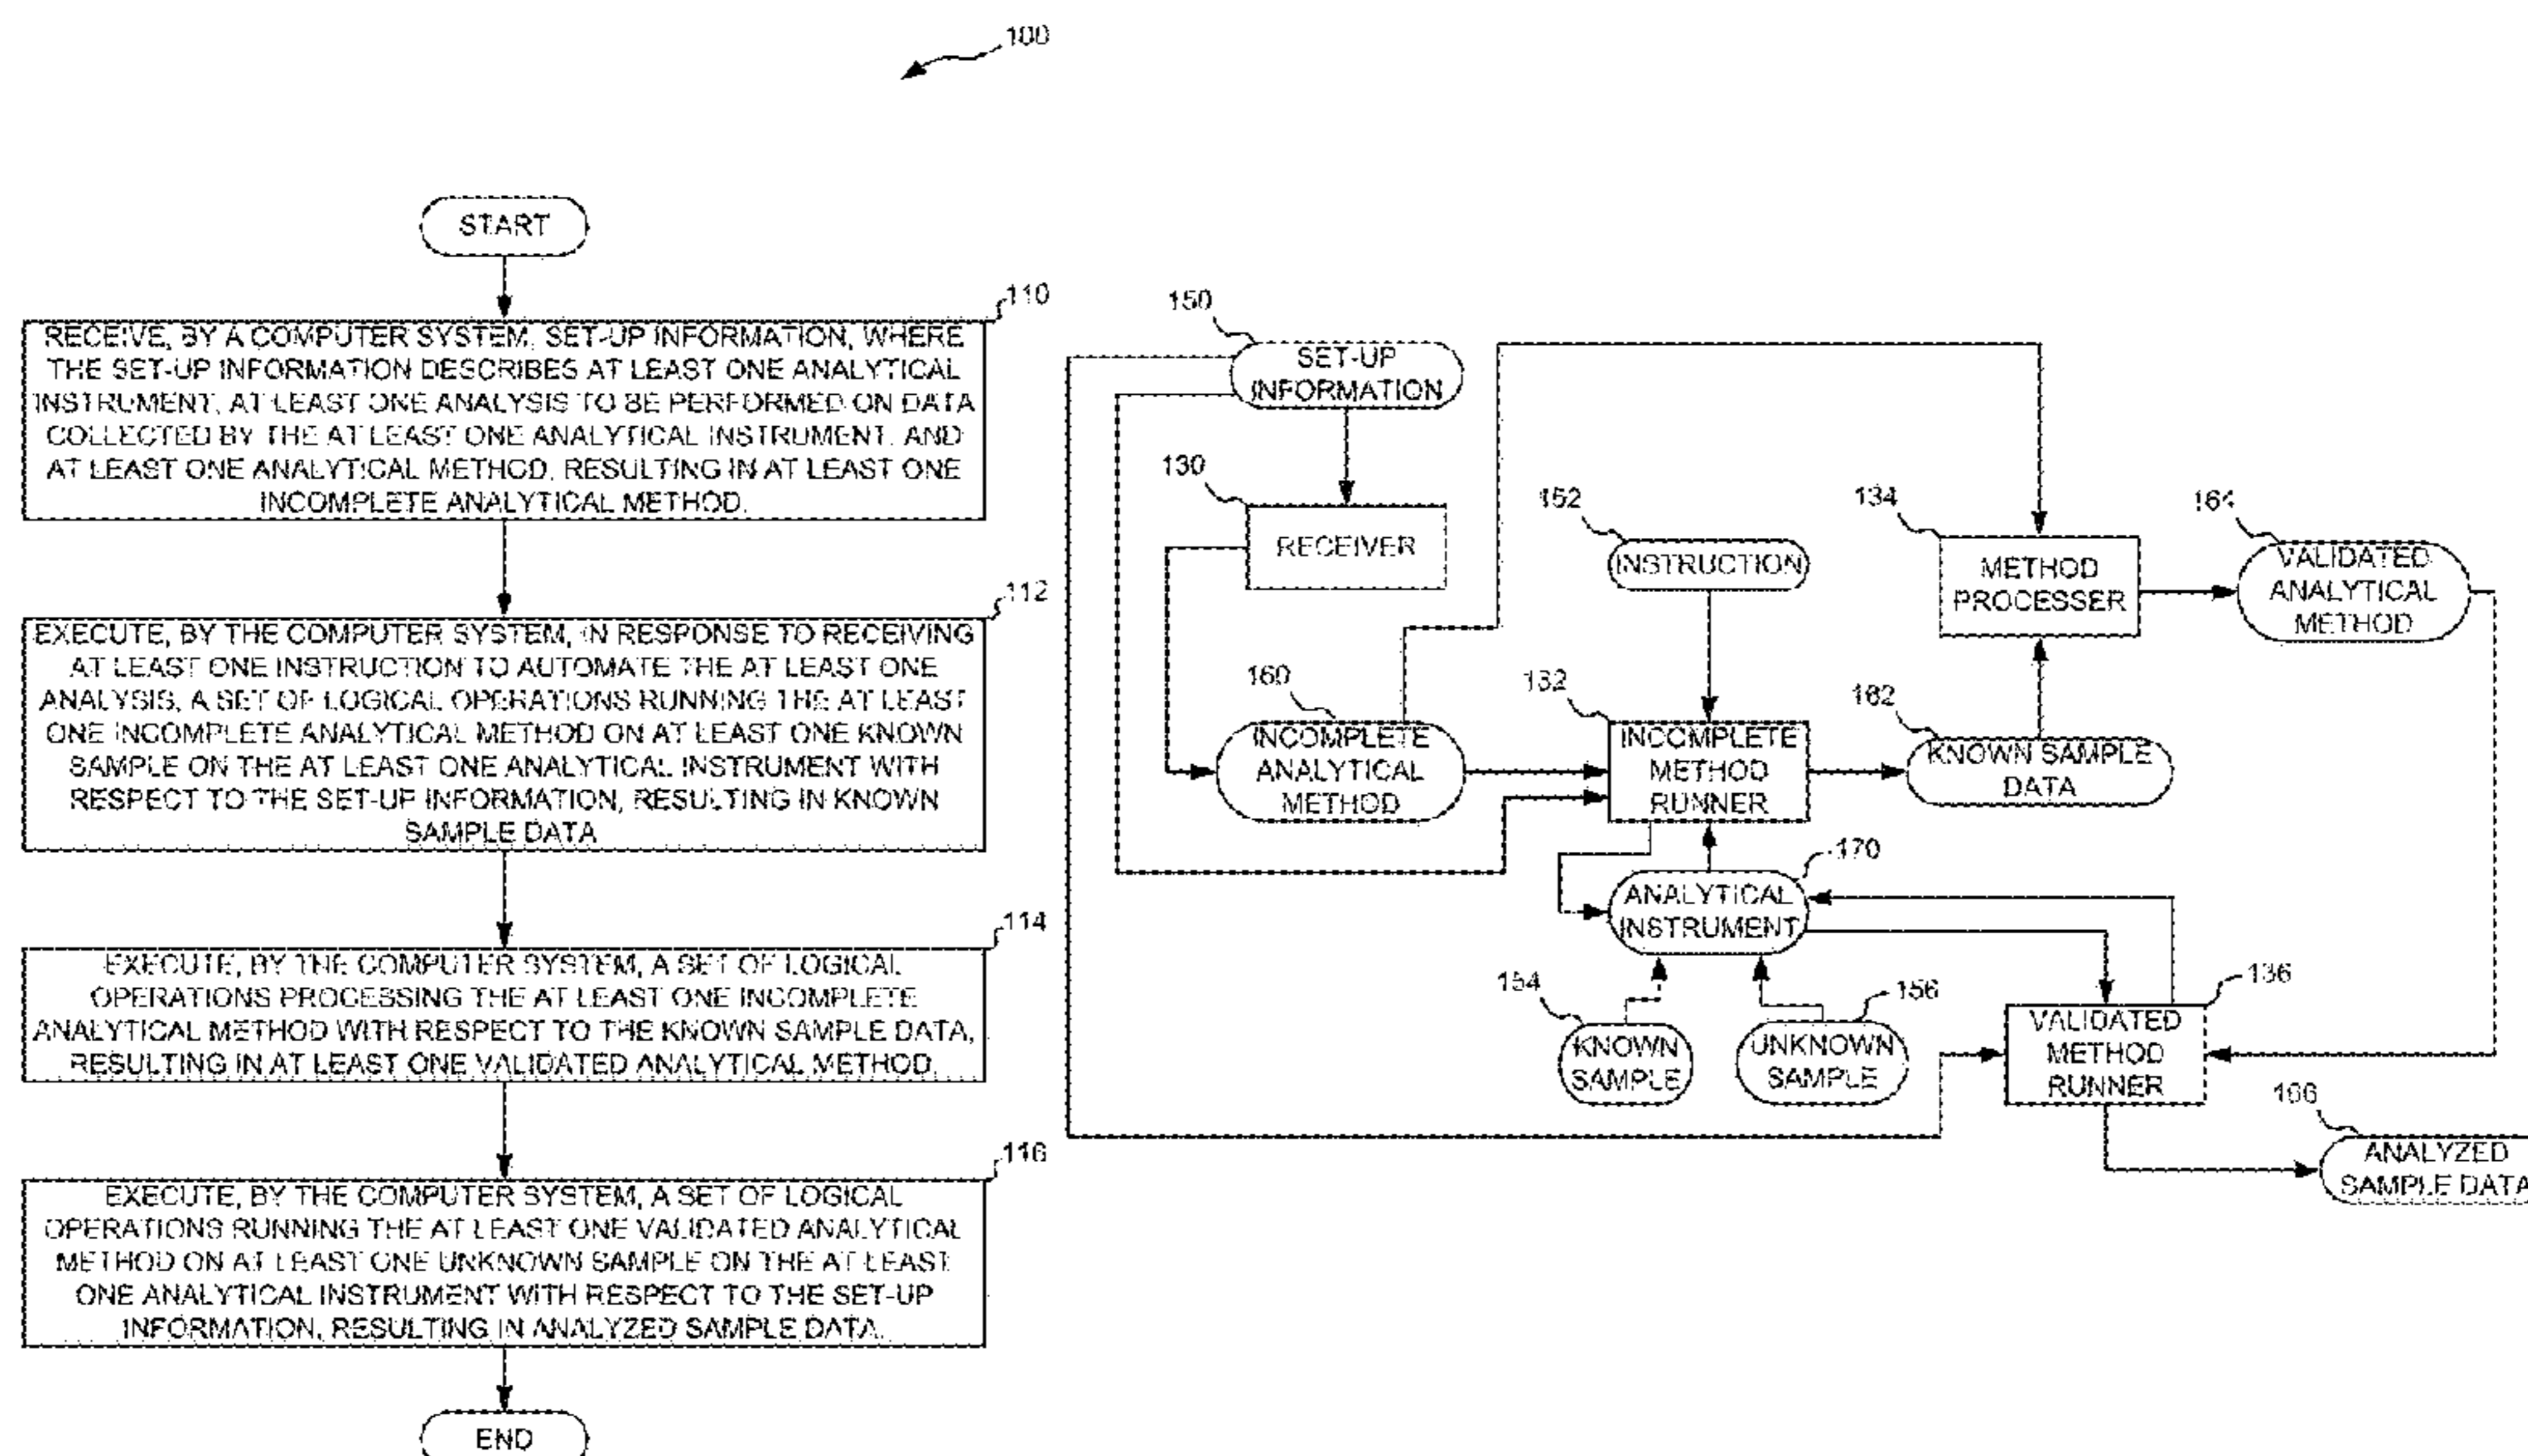 100
START
110
RECEIVE, BY A COMPUTER SYSTEM, SET-UP INFORMATION, WHERE
THE SET-UP INFORMATION DESCRIBES AT LEAST ONE ANALYTICAL
INSTRUMENT, AT LEAST ONE ANALYSIS TO BE PERFORMED ON DATA
COLLECTED BY THE AT LEAST ONE ANALYTICAL INSTRUMENT, AND
AT LEAST ONE ANALYTICAL METHOD, RESULTING IN AT LEAST ONE
INCOMPLETE ANALYTICAL METHOD.
112
EXECUTE, BY THE COMPUTER SYSTEM, IN RESPONSE TO RECEIVING
AT LEAST ONE INSTRUCTION TO AUTOMATE THE AT LEAST ONE
ANALYSIS, A SET OF LOGICAL OPERATIONS RUNNING THE AT LEAST
ONE INCOMPLETE ANALYTICAL METHOD ON AT LEAST ONE KNOWN
SAMPLE ON THE AT LEAST ONE ANALYTICAL INSTRUMENT WITH
RESPECT TO THE SET-UP INFORMATION, RESULTING IN KNOWN
SAMPLE DATA
114
EXECUTE, BY THE COMPUTER SYSTEM, A SET OF LOGICAL
OPERATIONS PROCESSING THE AT LEAST ONE INCOMPLETE
ANALYTICAL METHOD WITH RESPECT TO THE KNOWN SAMPLE DATA,
RESULTING IN AT LEAST ONE VALIDATED ANALYTICAL METHOD.
116
EXECUTE, BY THE COMPUTER SYSTEM, A SET OF LOGICAL
OPERATIONS RUNNING THE AT LEAST ONE VALIDATED ANALYTICAL
METHOD ON AT LEAST ONE UNKNOWN SAMPLE ON THE AT LEAST
ONE ANALYTICAL INSTRUMENT WITH RESPECT TO THE SET-UP
INFORMATION, RESULTING IN ANALYZED SAMPLE DATA.
END
150
SET-UP
INFORMATION
130
RECEIVER
152
INSTRUCTION
134
METHOD
PROCESSER
164
VALIDATED
ANALYTICAL
METHOD
160
INCOMPLETE
ANALYTICAL
METHOD
132
INCOMPLETE
METHOD
RUNNER
162
KNOWN SAMPLE
DATA
170
ANALYTICAL
INSTRUMENT
154
KNOWN
SAMPLE
156
UNKNOWN
SAMPLE
136
VALIDATED
METHOD
RUNNER
166
ANALYZED
SAMPLE DATA